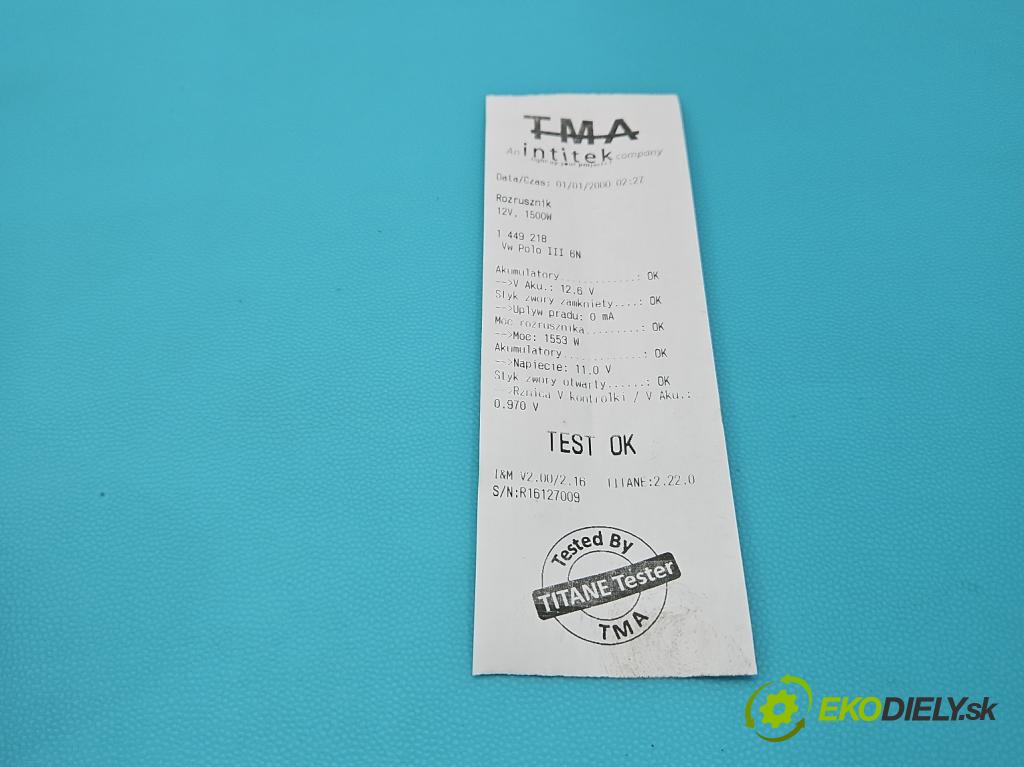 TMA
An intitek company
Data/Czas: 01/01/2000 02:27
Rozrusznik
12V, 1500W
1 449 218
Vw Polo III 6N
Akumulatory.............: OK
-->V Aku.: 12.6 V
Styk zwory zamkniety....: OK
-->Uplyw pradu: 0 mA
Moc rozrusznika.........: OK
-->Moc: 1553 W
Akumulatory.............: OK
-->Napiecie: 11.0 V
Styk zwory otwarty......: OK
-->Rznica V kontrolki / V Aku.:
0.970 V
TEST OK
T&M V2.00/2.16 TITANE:2.22.0
S/N:R16127009
Tested By
TITANE Tester
TMA
EKODIELY.sk